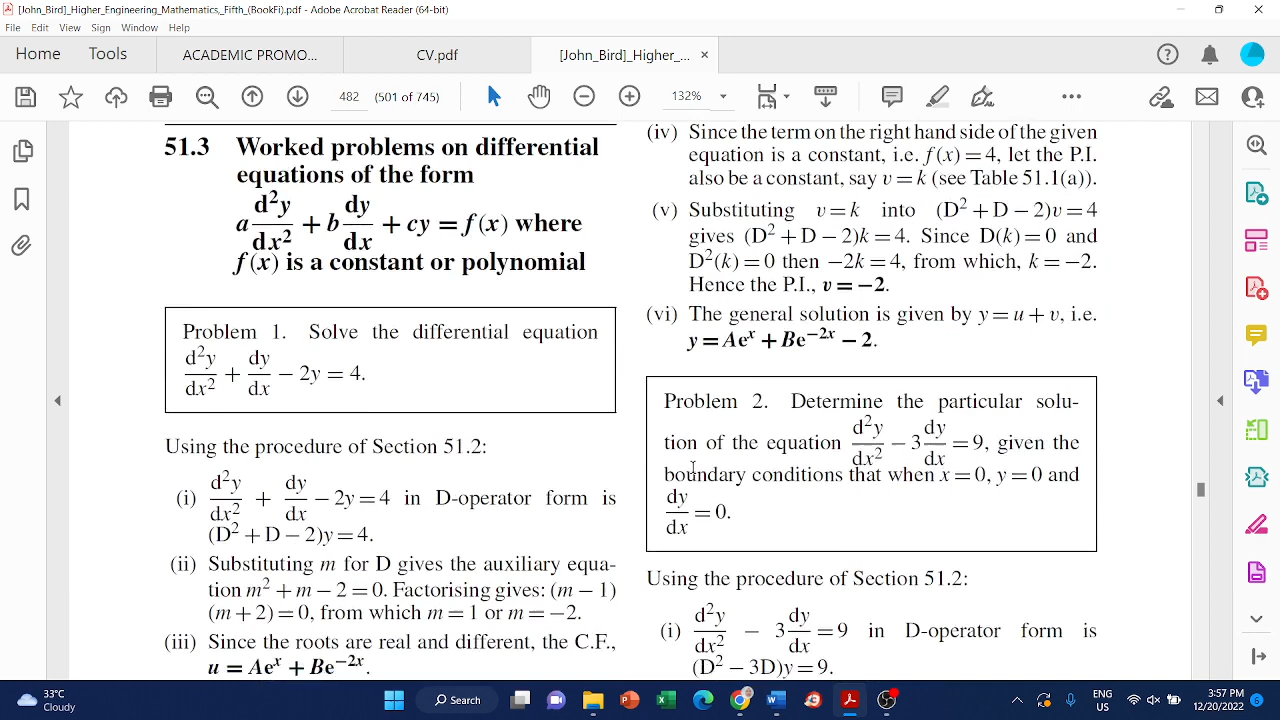 [John_Bird]_Higher_Engineering_Mathematics_Fifth_(BookFi).pdf - Adobe Acrobat Reader (64-bit)
File Edit View Sign Window Help
Home Tools ACADEMIC PROMO... CV.pdf [John_Bird]_Higher_... ×
482 (501 of 745) 132%
51.3 Worked problems on differential
equations of the form
a d²y/dx² + b dy/dx + cy = f(x) where
f(x) is a constant or polynomial
Problem 1. Solve the differential equation
d²y/dx² + dy/dx − 2y = 4.
Using the procedure of Section 51.2:
(i) d²y/dx² + dy/dx − 2y = 4 in D-operator form is
(D² + D − 2)y = 4.
(ii) Substituting m for D gives the auxiliary equa-
tion m² + m − 2 = 0. Factorising gives: (m − 1)
(m + 2) = 0, from which m = 1 or m = −2.
(iii) Since the roots are real and different, the C.F.,
u = Aeˣ + Be⁻²ˣ.
(iv) Since the term on the right hand side of the given
equation is a constant, i.e. f(x) = 4, let the P.I.
also be a constant, say v = k (see Table 51.1(a)).
(v) Substituting v = k into (D² + D − 2)v = 4
gives (D² + D − 2)k = 4. Since D(k) = 0 and
D²(k) = 0 then −2k = 4, from which, k = −2.
Hence the P.I., v = −2.
(vi) The general solution is given by y = u + v, i.e.
y = Aeˣ + Be⁻²ˣ − 2.
Problem 2. Determine the particular solu-
tion of the equation d²y/dx² − 3 dy/dx = 9, given the
boundary conditions that when x = 0, y = 0 and
dy/dx = 0.
Using the procedure of Section 51.2:
(i) d²y/dx² − 3 dy/dx = 9 in D-operator form is
(D² − 3D)y = 9.
33°C
Cloudy
Search
ENG
US
3:57 PM
12/20/2022